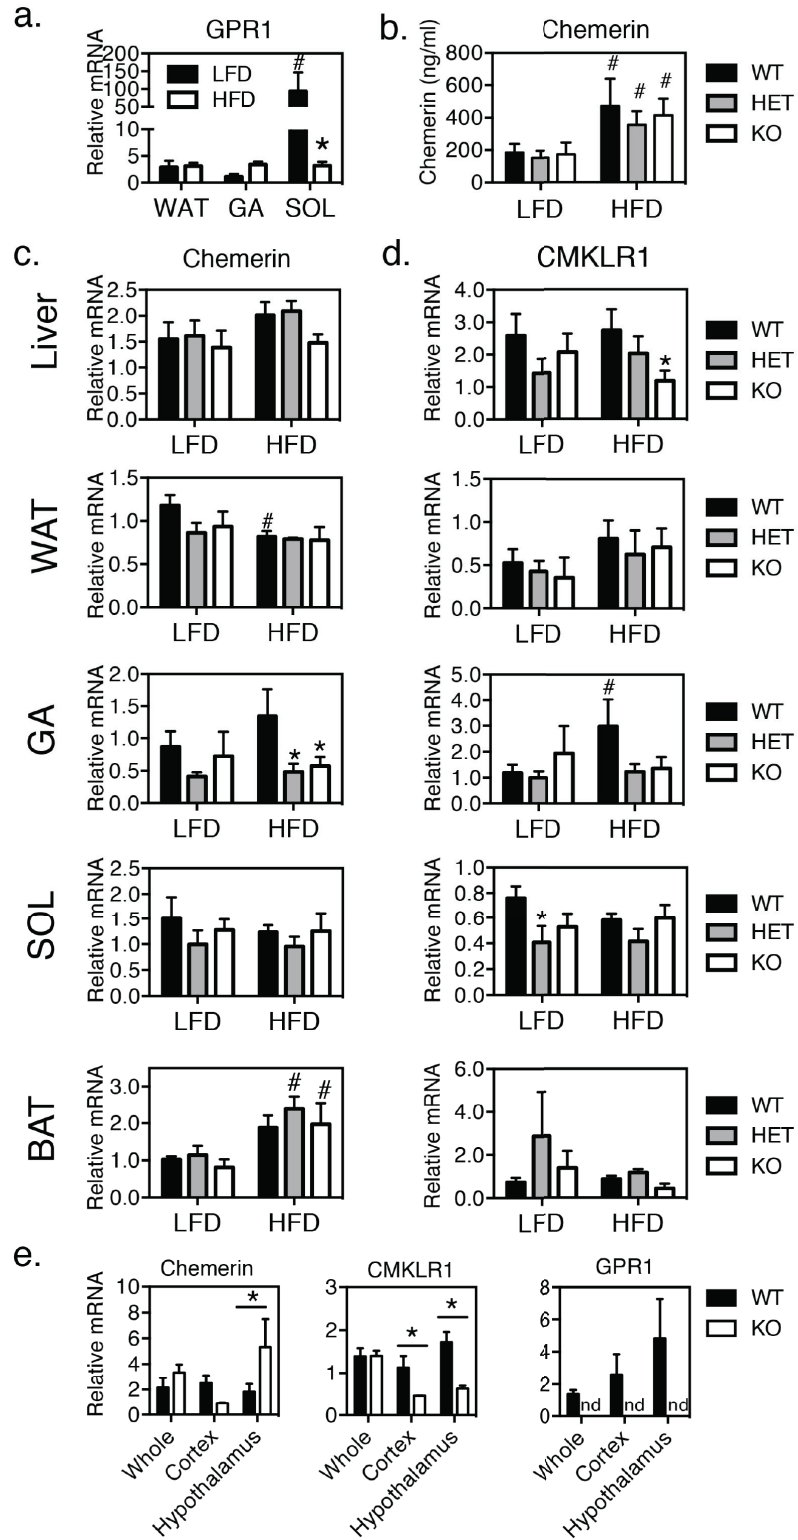 a.
GPR1
Relative mRNA
200
150
100
50
10
5
0
LFD
HFD
#
*
WAT GA SOL
b.
Chemerin
Chemerin (ng/ml)
800
600
400
200
0
# # #
LFD HFD
WT
HET
KO
c.
Chemerin
d.
CMKLR1
Liver
Relative mRNA
2.5
2.0
1.5
1.0
0.5
0.0
LFD HFD
Relative mRNA
4.0
3.0
2.0
1.0
0.0
*
LFD HFD
WT
HET
KO
WAT
Relative mRNA
1.5
1.0
0.5
0.0
#
LFD HFD
Relative mRNA
1.5
1.0
0.5
0.0
LFD HFD
WT
HET
KO
GA
Relative mRNA
2.0
1.5
1.0
0.5
0.0
* *
LFD HFD
Relative mRNA
5.0
4.0
3.0
2.0
1.0
0.0
#
LFD HFD
WT
HET
KO
SOL
Relative mRNA
2.5
2.0
1.5
1.0
0.5
0.0
LFD HFD
Relative mRNA
1.0
0.8
0.6
0.4
0.2
0.0
*
LFD HFD
WT
HET
KO
BAT
Relative mRNA
3.0
2.0
1.0
0.0
# #
LFD HFD
Relative mRNA
6.0
4.0
2.0
0.0
LFD HFD
WT
HET
KO
e.
Chemerin
Relative mRNA
10
8
6
4
2
0
*
Whole
Cortex
Hypothalamus
CMKLR1
3
2
1
0
* *
Whole
Cortex
Hypothalamus
GPR1
8
6
4
2
0
nd nd nd
Whole
Cortex
Hypothalamus
WT
KO